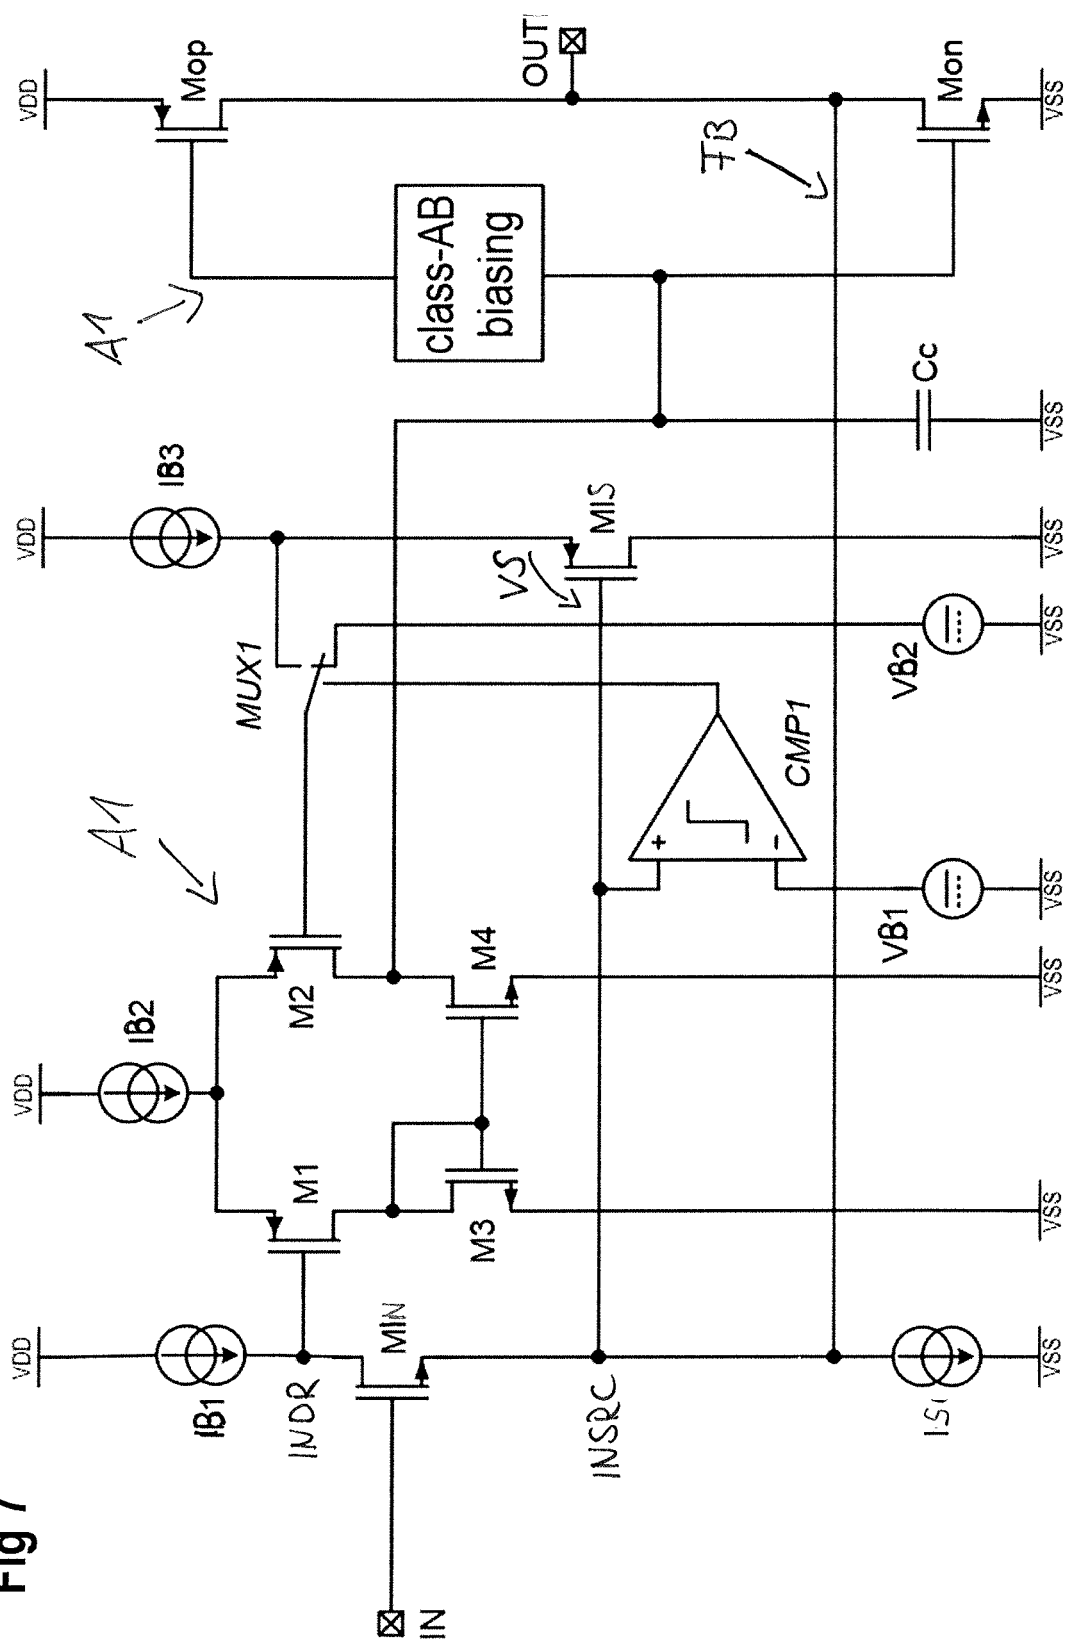 Fig 7
IN
VDD
IB1
INDR
MIN
INSRC
VSS
VDD
IB2
M1
M2
M3
M4
VSS
VSS
A1
MUX1
CMP1
+
-
VB1
VSS
VB2
VSS
VDD
IB3
VS
MIS
VSS
Cc
VSS
A1
class-AB
biasing
FB
VDD
Mop
OUT
Mon
VSS